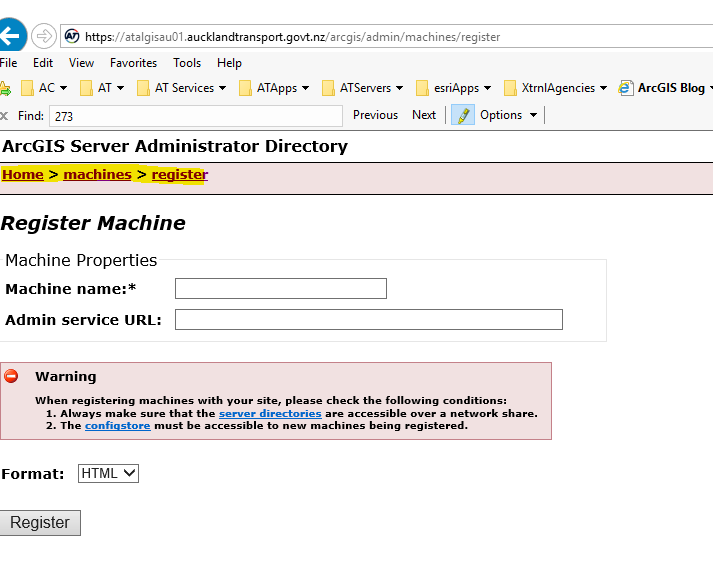 https://atalgisau01.aucklandtransport.govt.nz/arcgis/admin/machines/register
File Edit View Favorites Tools Help
AC AT AT Services ATApps ATServers esriApps XtrnlAgencies ArcGIS Blog
x Find: 273 Previous Next Options
ArcGIS Server Administrator Directory
Home > machines > register
Register Machine
Machine Properties
Machine name:*
Admin service URL:
Warning
When registering machines with your site, please check the following conditions:
1. Always make sure that the server directories are accessible over a network share.
2. The configstore must be accessible to new machines being registered.
Format: HTML
Register